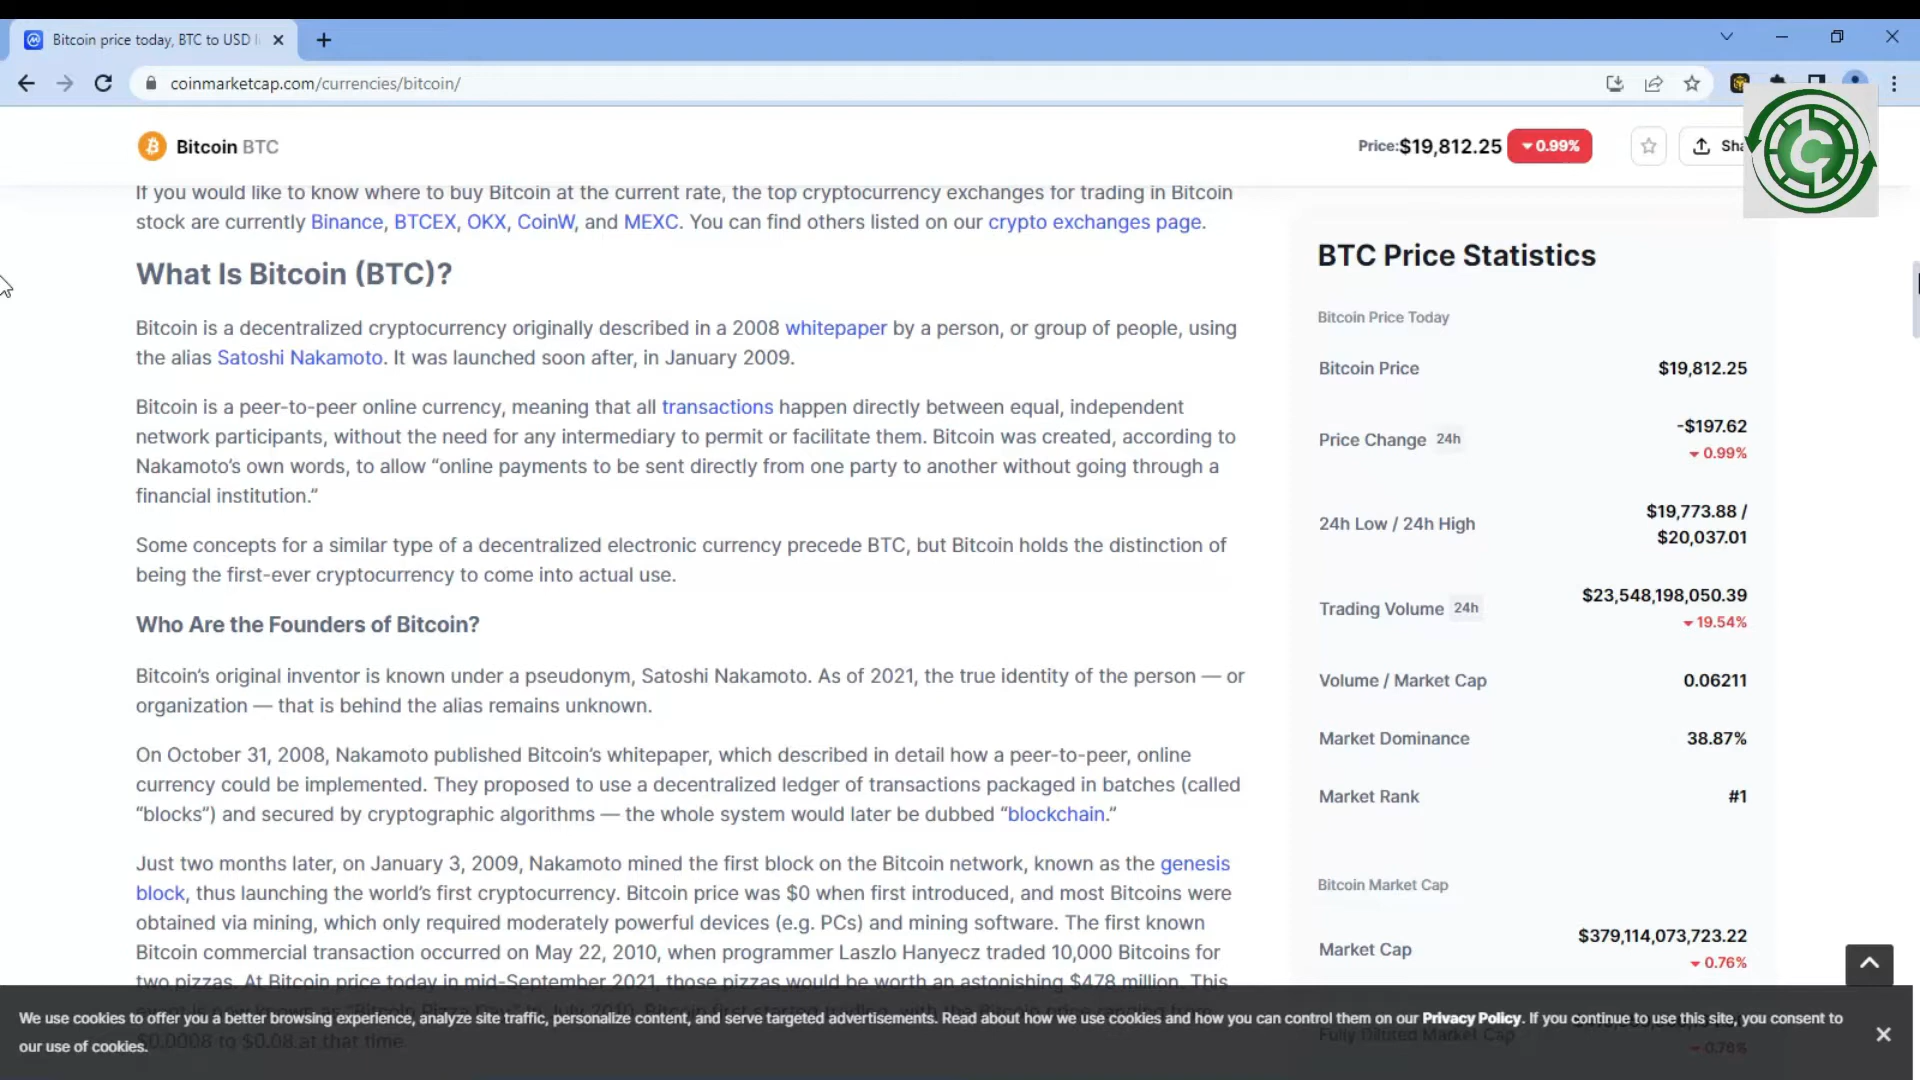 Bitcoin price today, BTC to USD
coinmarketcap.com/currencies/bitcoin/
Bitcoin BTC
Price:$19,812.25 0.99%
Sha
If you would like to know where to buy Bitcoin at the current rate, the top cryptocurrency exchanges for trading in Bitcoin
stock are currently Binance, BTCEX, OKX, CoinW, and MEXC. You can find others listed on our crypto exchanges page.
What Is Bitcoin (BTC)?
Bitcoin is a decentralized cryptocurrency originally described in a 2008 whitepaper by a person, or group of people, using
the alias Satoshi Nakamoto. It was launched soon after, in January 2009.
Bitcoin is a peer-to-peer online currency, meaning that all transactions happen directly between equal, independent
network participants, without the need for any intermediary to permit or facilitate them. Bitcoin was created, according to
Nakamoto’s own words, to allow “online payments to be sent directly from one party to another without going through a
financial institution.”
Some concepts for a similar type of a decentralized electronic currency precede BTC, but Bitcoin holds the distinction of
being the first-ever cryptocurrency to come into actual use.
Who Are the Founders of Bitcoin?
Bitcoin’s original inventor is known under a pseudonym, Satoshi Nakamoto. As of 2021, the true identity of the person — or
organization — that is behind the alias remains unknown.
On October 31, 2008, Nakamoto published Bitcoin’s whitepaper, which described in detail how a peer-to-peer, online
currency could be implemented. They proposed to use a decentralized ledger of transactions packaged in batches (called
“blocks”) and secured by cryptographic algorithms — the whole system would later be dubbed “blockchain.”
Just two months later, on January 3, 2009, Nakamoto mined the first block on the Bitcoin network, known as the genesis
block, thus launching the world’s first cryptocurrency. Bitcoin price was $0 when first introduced, and most Bitcoins were
obtained via mining, which only required moderately powerful devices (e.g. PCs) and mining software. The first known
Bitcoin commercial transaction occurred on May 22, 2010, when programmer Laszlo Hanyecz traded 10,000 Bitcoins for
two pizzas. At Bitcoin price today in mid-September 2021, those pizzas would be worth an astonishing $478 million. This
$0.0008 to $0.08 at that time.
BTC Price Statistics
Bitcoin Price Today
Bitcoin Price $19,812.25
Price Change 24h -$197.62
0.99%
24h Low / 24h High $19,773.88 /
$20,037.01
Trading Volume 24h $23,548,198,050.39
19.54%
Volume / Market Cap 0.06211
Market Dominance 38.87%
Market Rank #1
Bitcoin Market Cap
Market Cap $379,114,073,723.22
0.76%
Fully Diluted Market Cap
0.76%
We use cookies to offer you a better browsing experience, analyze site traffic, personalize content, and serve targeted advertisements. Read about how we use cookies and how you can control them on our Privacy Policy. If you continue to use this site, you consent to
our use of cookies.